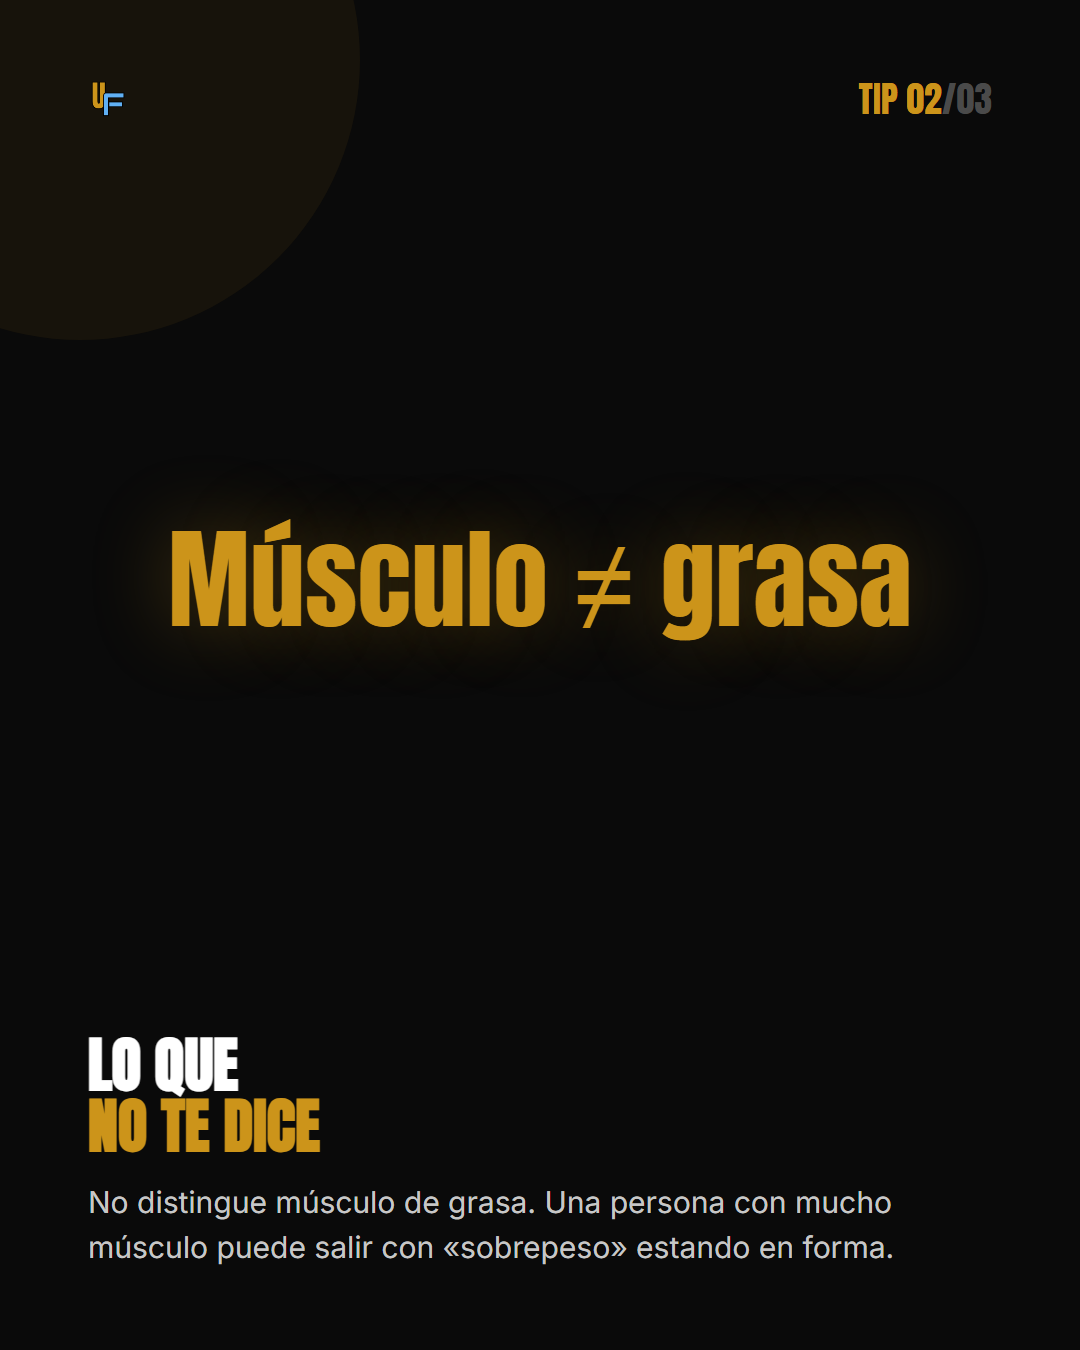 UF
TIP 02/03
Músculo ≠ grasa
LO QUE
NO TE DICE
No distingue músculo de grasa. Una persona con mucho
músculo puede salir con «sobrepeso» estando en forma.